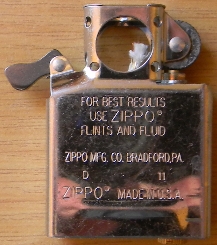 FOR BEST RESULTS
USE ZIPPO®
FLINTS AND FLUID
ZIPPO MFG. CO. BRADFORD, PA.
D 11
ZIPPO® MADE IN U.S.A.